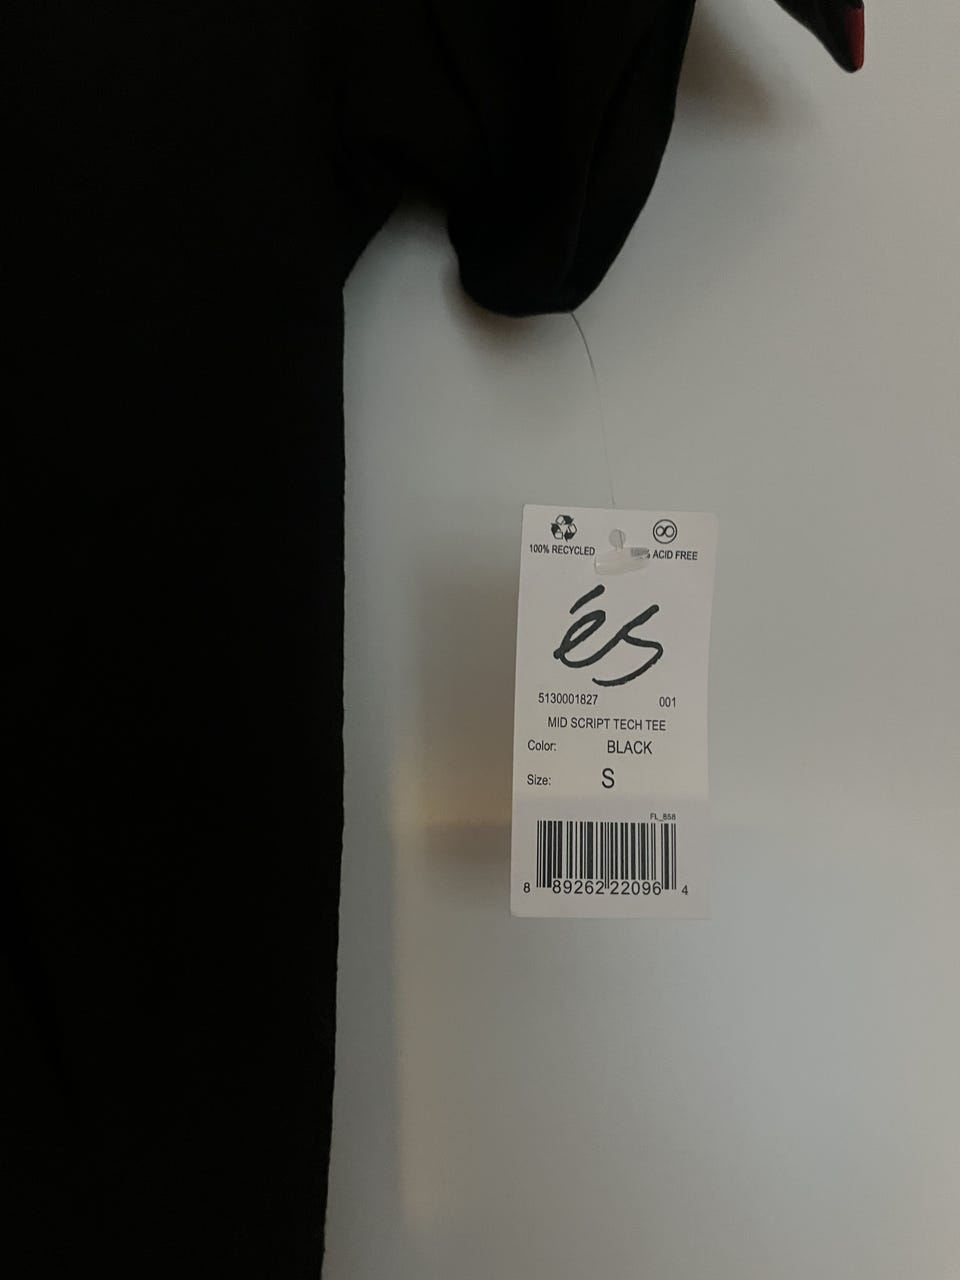 100% RECYCLED 100% ACID FREE
és
5130001827 001
MID SCRIPT TECH TEE
Color: BLACK
Size: S
FL_858
8 89262 22096 4